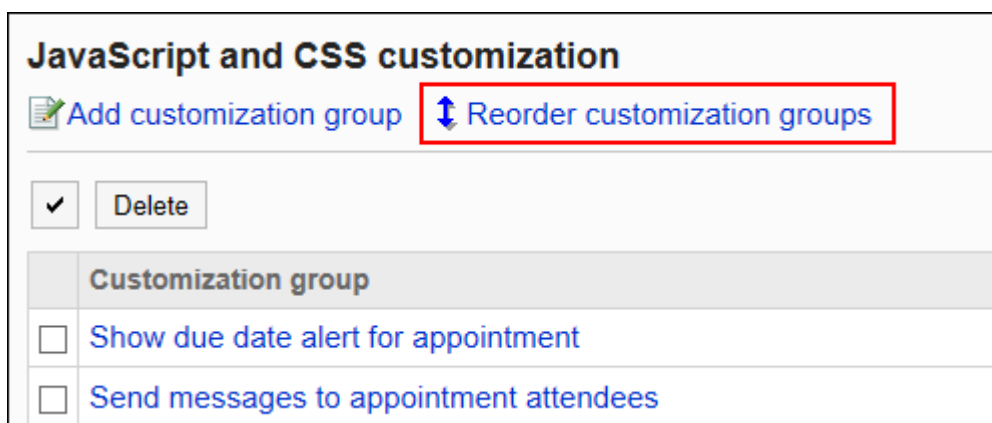 JavaScript and CSS customization
Add customization group Reorder customization groups
Delete
Customization group
Show due date alert for appointment
Send messages to appointment attendees